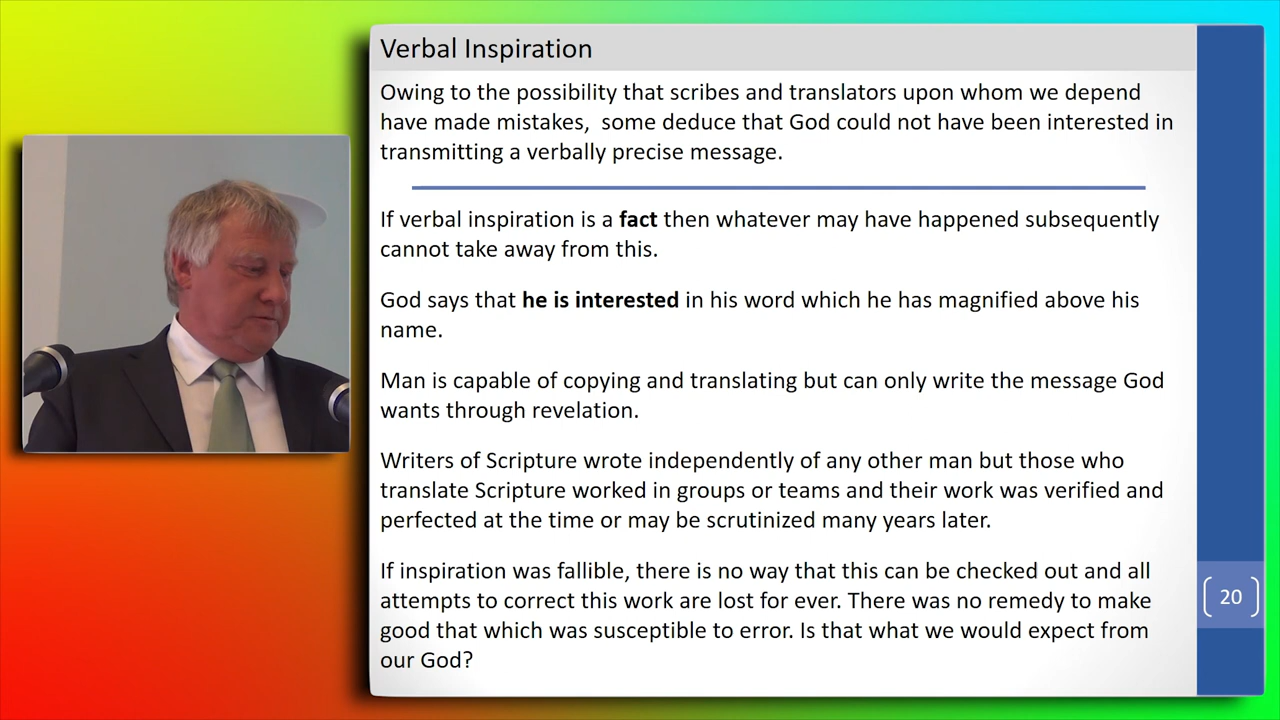 Verbal Inspiration
Owing to the possibility that scribes and translators upon whom we depend
have made mistakes,  some deduce that God could not have been interested in
transmitting a verbally precise message.
If verbal inspiration is a fact then whatever may have happened subsequently
cannot take away from this.
God says that he is interested in his word which he has magnified above his
name.
Man is capable of copying and translating but can only write the message God
wants through revelation.
Writers of Scripture wrote independently of any other man but those who
translate Scripture worked in groups or teams and their work was verified and
perfected at the time or may be scrutinized many years later.
If inspiration was fallible, there is no way that this can be checked out and all
attempts to correct this work are lost for ever. There was no remedy to make
good that which was susceptible to error. Is that what we would expect from
our God?
20